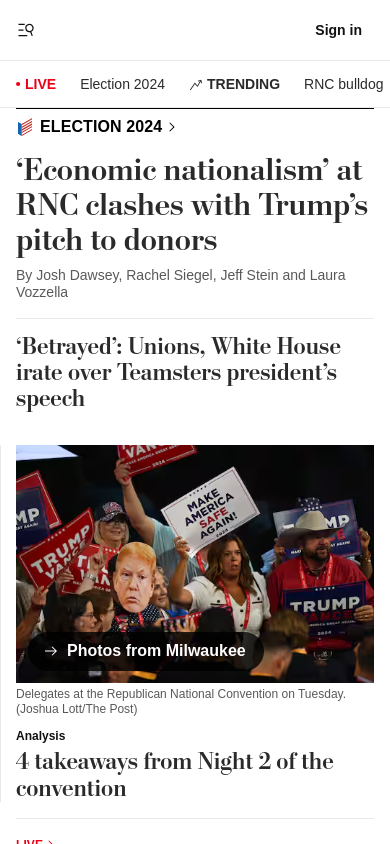 Sign in
LIVE
Election 2024
TRENDING
RNC bulldog
ELECTION 2024
‘Economic nationalism’ at
RNC clashes with Trump’s
pitch to donors
By Josh Dawsey, Rachel Siegel, Jeff Stein and Laura
Vozzella
‘Betrayed’: Unions, White House
irate over Teamsters president’s
speech
MAKE
AMERICA
SAFE
AGAIN!
TRUMP
VANCE
TRUMP
VANCE
Photos from Milwaukee
Delegates at the Republican National Convention on Tuesday.
(Joshua Lott/The Post)
Analysis
4 takeaways from Night 2 of the
convention
LIVE